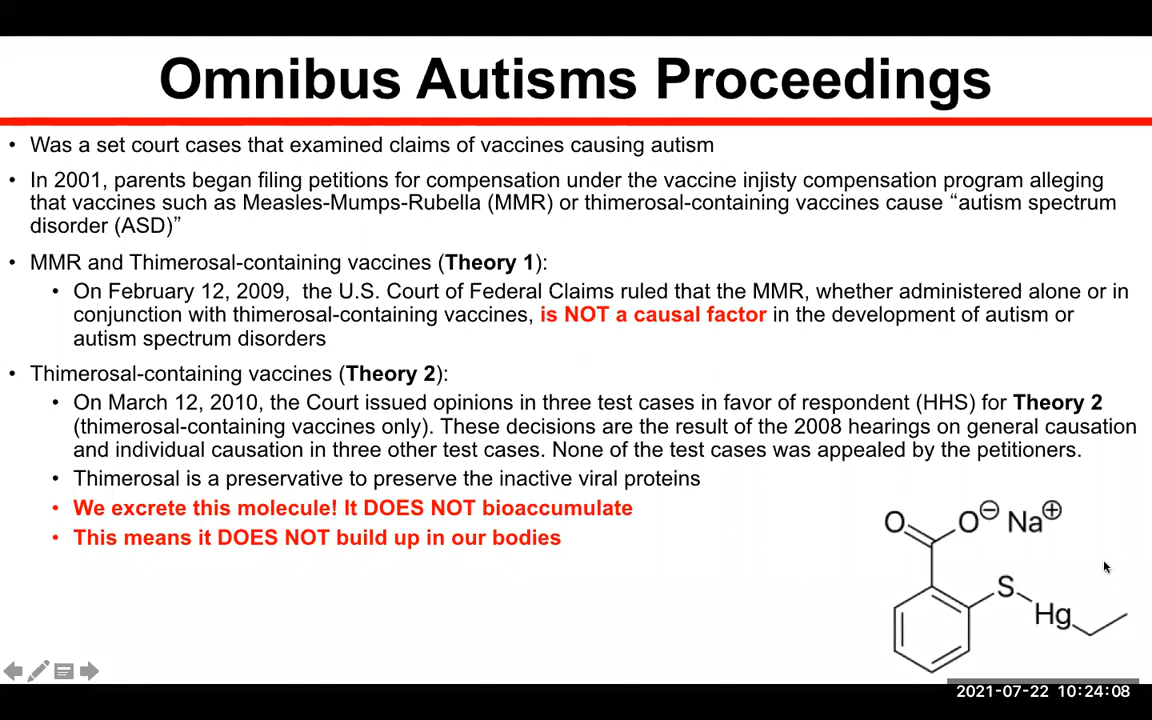 Omnibus Autisms Proceedings
• Was a set court cases that examined claims of vaccines causing autism
• In 2001, parents began filing petitions for compensation under the vaccine injisty compensation program alleging
that vaccines such as Measles-Mumps-Rubella (MMR) or thimerosal-containing vaccines cause “autism spectrum
disorder (ASD)”
• MMR and Thimerosal-containing vaccines (Theory 1):
• On February 12, 2009, the U.S. Court of Federal Claims ruled that the MMR, whether administered alone or in
conjunction with thimerosal-containing vaccines, is NOT a causal factor in the development of autism or
autism spectrum disorders
• Thimerosal-containing vaccines (Theory 2):
• On March 12, 2010, the Court issued opinions in three test cases in favor of respondent (HHS) for Theory 2
(thimerosal-containing vaccines only). These decisions are the result of the 2008 hearings on general causation
and individual causation in three other test cases. None of the test cases was appealed by the petitioners.
• Thimerosal is a preservative to preserve the inactive viral proteins
• We excrete this molecule! It DOES NOT bioaccumulate
• This means it DOES NOT build up in our bodies
O O⊖ Na⊕
S
Hg
2021-07-22 10:24:08